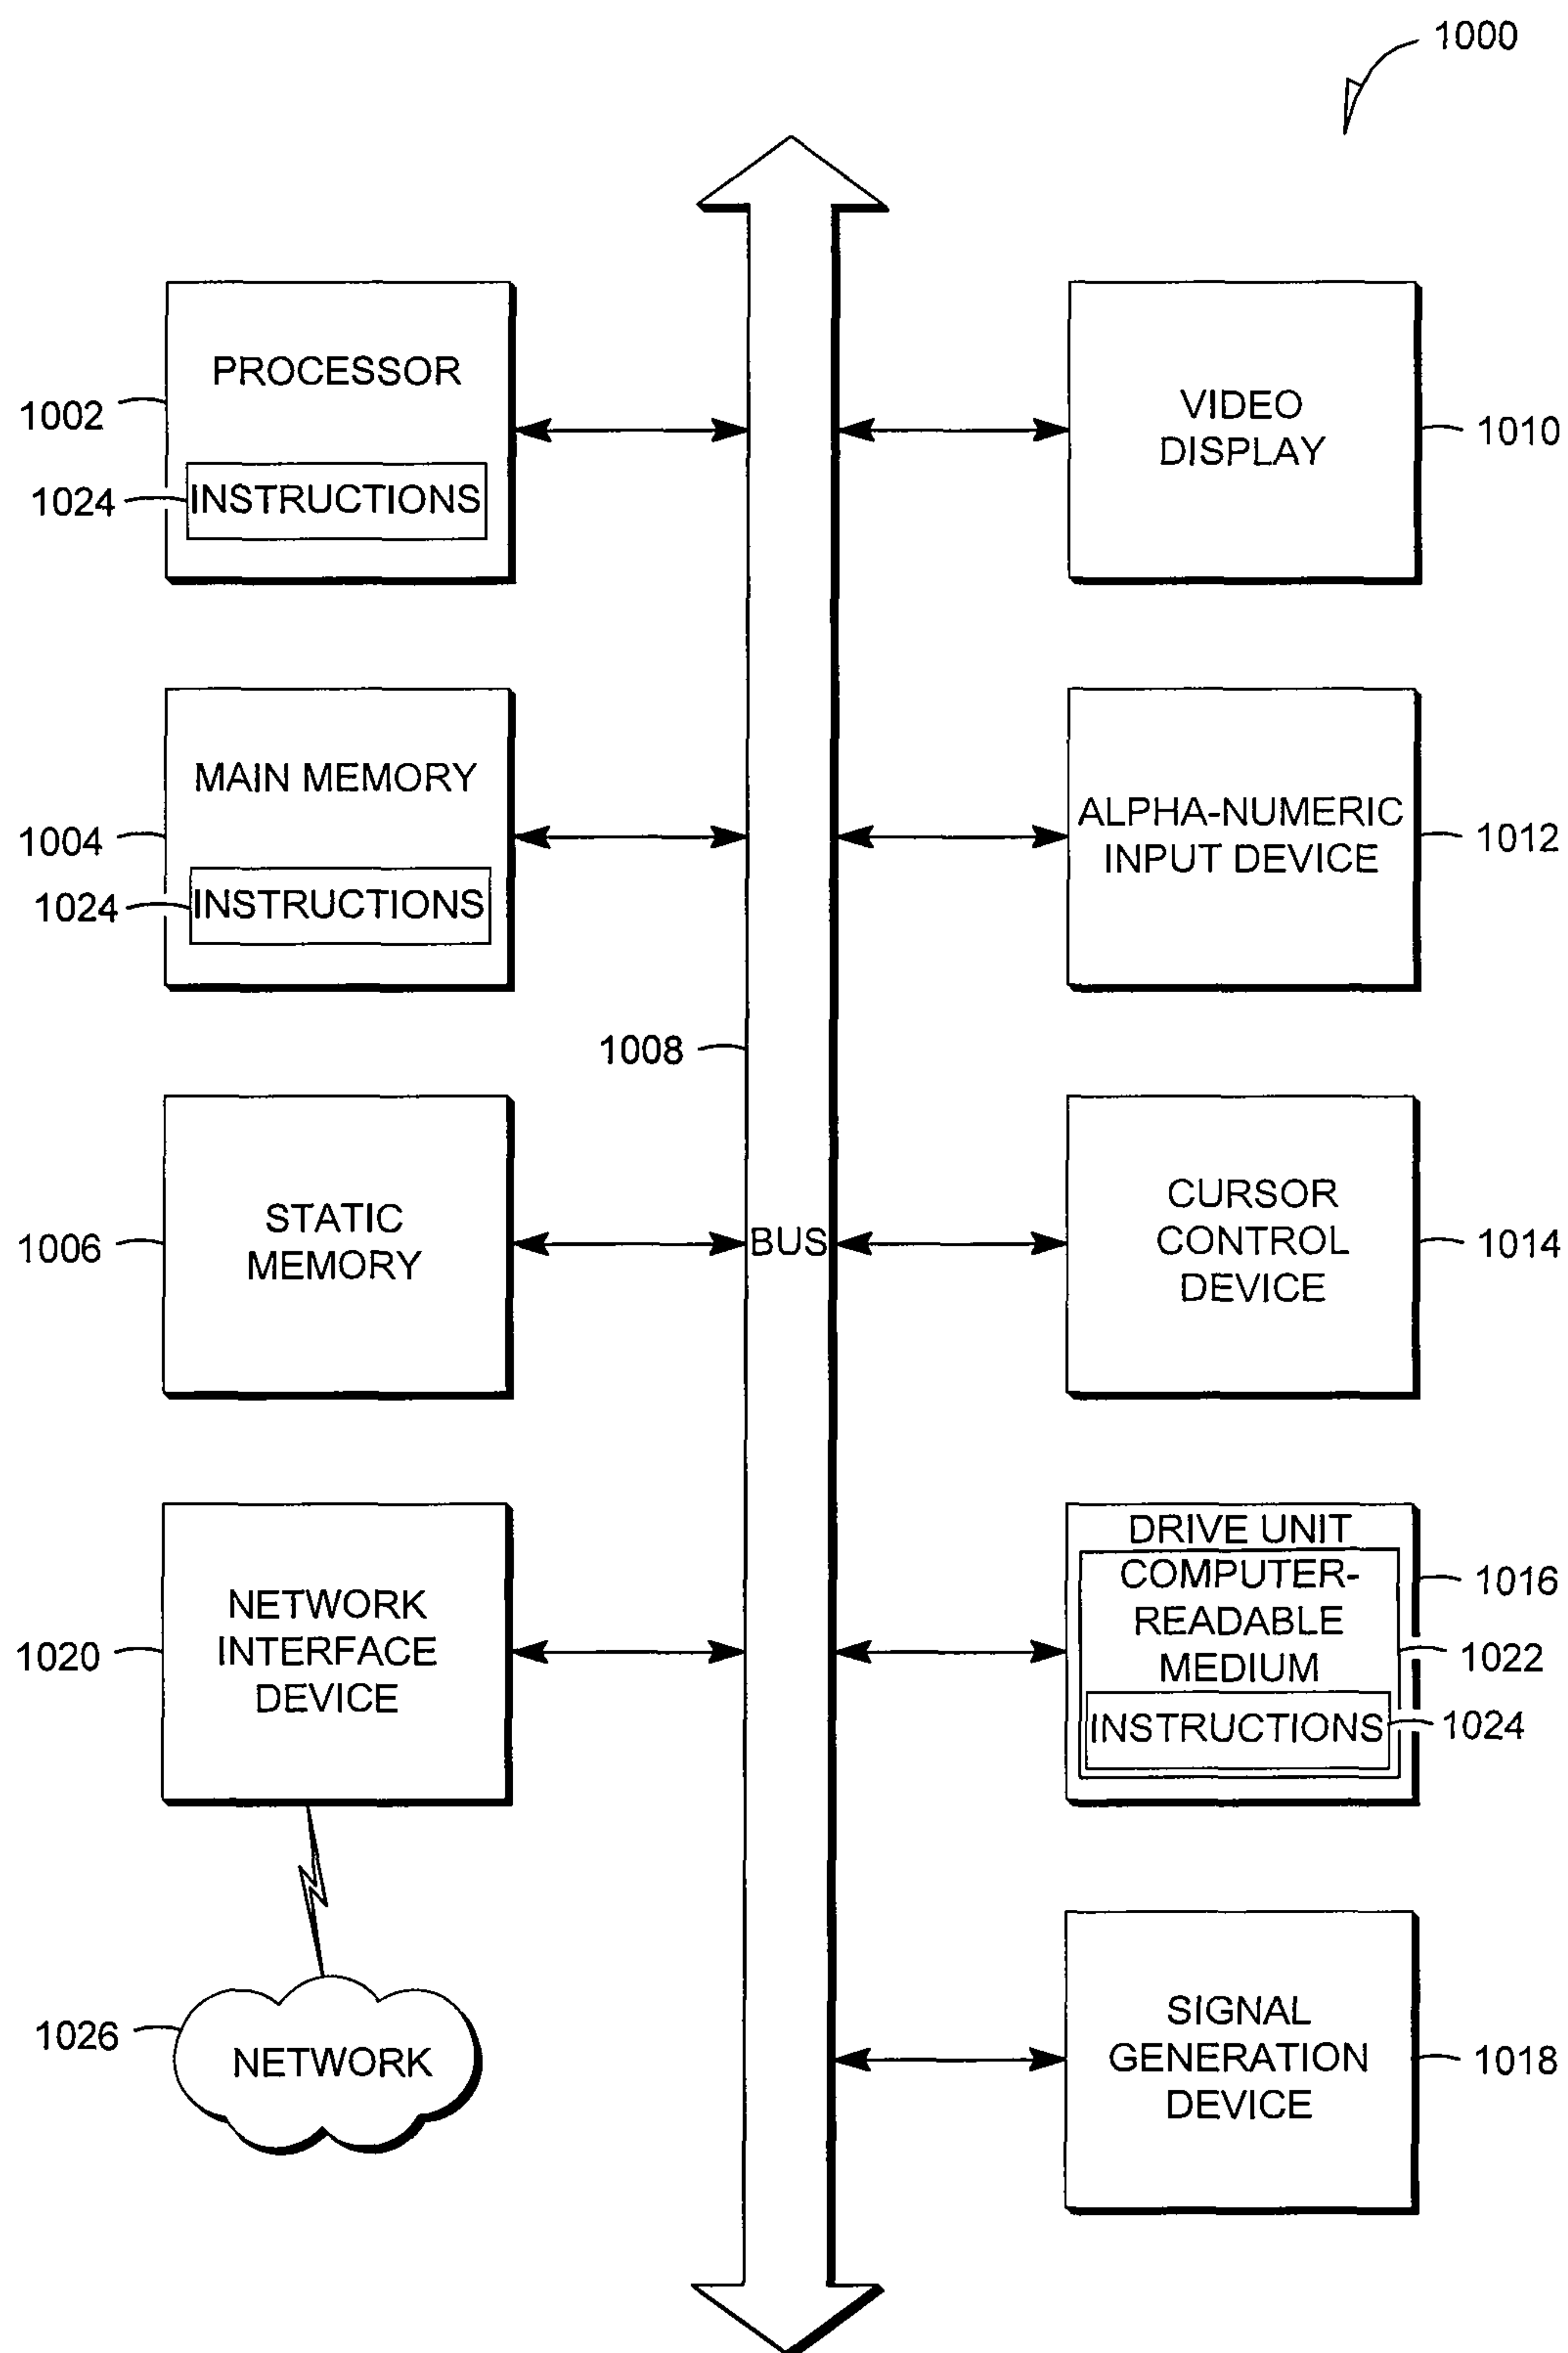 1000
PROCESSOR
1002
1024
INSTRUCTIONS
VIDEO
DISPLAY
1010
MAIN MEMORY
1004
1024
INSTRUCTIONS
ALPHA-NUMERIC
INPUT DEVICE
1012
1008
STATIC
MEMORY
1006
BUS
CURSOR
CONTROL
DEVICE
1014
NETWORK
INTERFACE
DEVICE
1020
DRIVE UNIT
COMPUTER-
READABLE
MEDIUM
1016
1022
INSTRUCTIONS
1024
1026
NETWORK
SIGNAL
GENERATION
DEVICE
1018